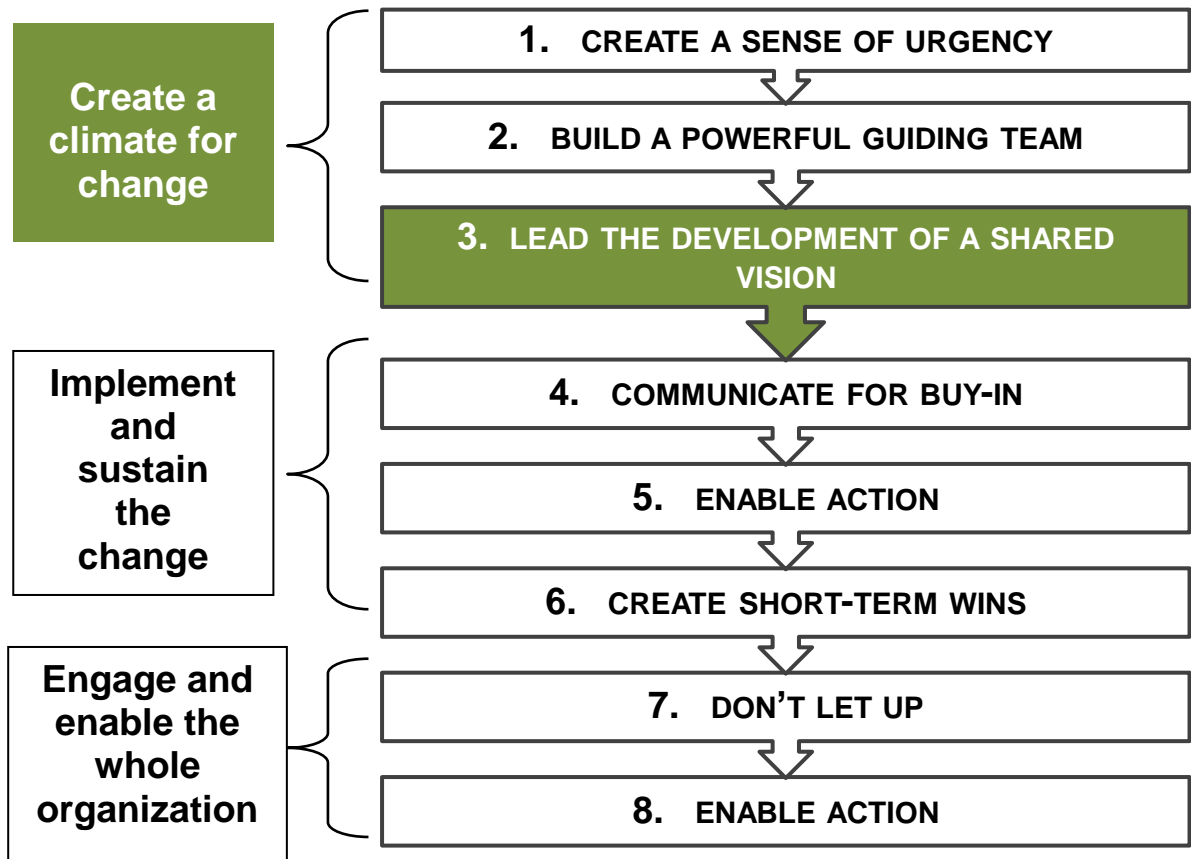 Create a
climate for
change
1. CREATE A SENSE OF URGENCY
2. BUILD A POWERFUL GUIDING TEAM
3. LEAD THE DEVELOPMENT OF A SHARED
VISION
Implement
and
sustain
the
change
4. COMMUNICATE FOR BUY-IN
5. ENABLE ACTION
6. CREATE SHORT-TERM WINS
Engage and
enable the
whole
organization
7. DON’T LET UP
8. ENABLE ACTION